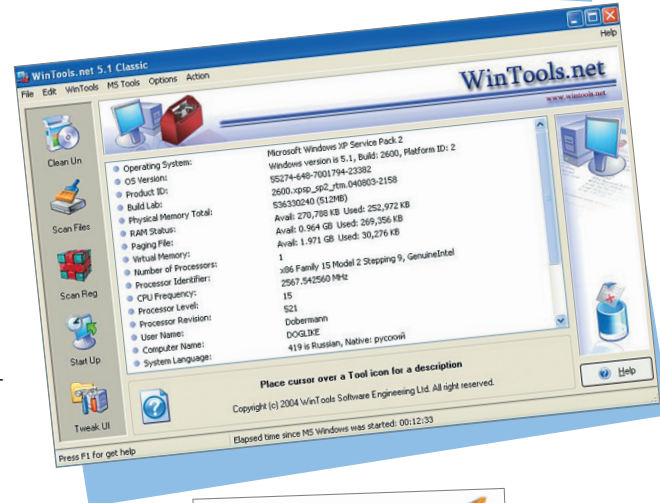 WinTools.net 5.1 Classic
File Edit WinTools MS Tools Options Action Help
WinTools.net
www.wintools.net
Clean Un
Scan Files
Scan Reg
Start Up
Tweak UI
Operating System: Microsoft Windows XP Service Pack 2
OS Version: Windows version is 5.1, Build: 2600, Platform ID: 2
Product ID: 55274-648-7001794-23382
Build Lab: 2600.xpsp_sp2_rtm.040803-2158
Physical Memory Total: 536330240 (512MB)
RAM Status: Avail: 270,788 KB Used: 252,972 KB
Paging File: Avail: 0.964 GB Used: 269,356 KB
Virtual Memory: Avail: 1.971 GB Used: 30,276 KB
Number of Processors: 1
Processor Identifier: x86 Family 15 Model 2 Stepping 9, GenuineIntel
CPU Frequency: 2567.542560 MHz
Processor Level: 15
Processor Revision: 521
User Name: Dobermann
Computer Name: DOGLIKE
System Language: 419 is Russian, Native: русский
Place cursor over a Tool icon for a description
Copyright (c) 2004 WinTools Software Engineering Ltd. All right reserved.
Help
Press F1 for get help
Elapsed time since MS Windows was started: 00:12:33